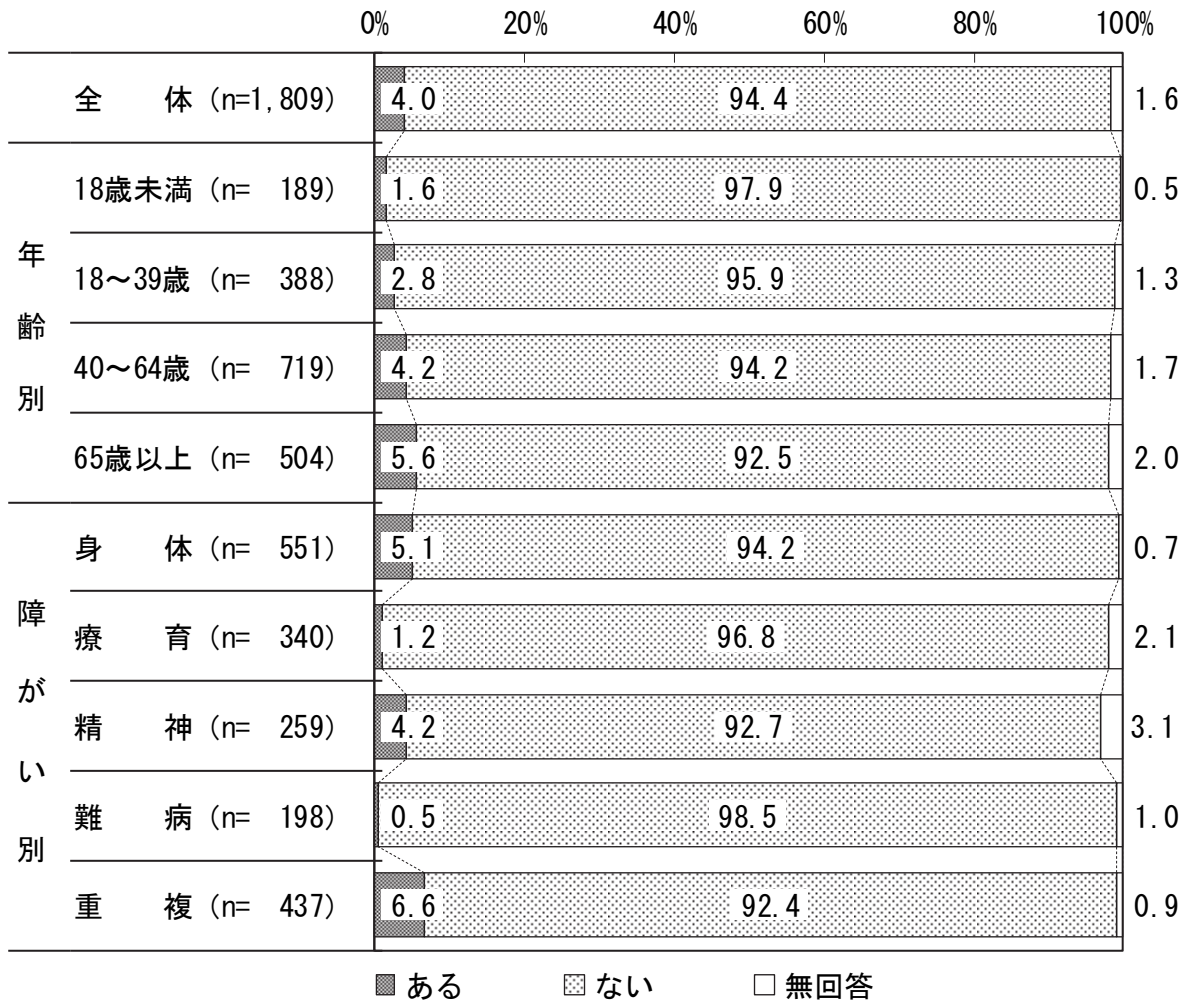 0% 20% 40% 60% 80% 100%
全 体 (n=1,809) 4.0 94.4 1.6
年齢別
18歳未満 (n= 189) 1.6 97.9 0.5
18～39歳 (n= 388) 2.8 95.9 1.3
40～64歳 (n= 719) 4.2 94.2 1.7
65歳以上 (n= 504) 5.6 92.5 2.0
障がい別
身 体 (n= 551) 5.1 94.2 0.7
療 育 (n= 340) 1.2 96.8 2.1
精 神 (n= 259) 4.2 92.7 3.1
難 病 (n= 198) 0.5 98.5 1.0
重 複 (n= 437) 6.6 92.4 0.9
ある ない 無回答